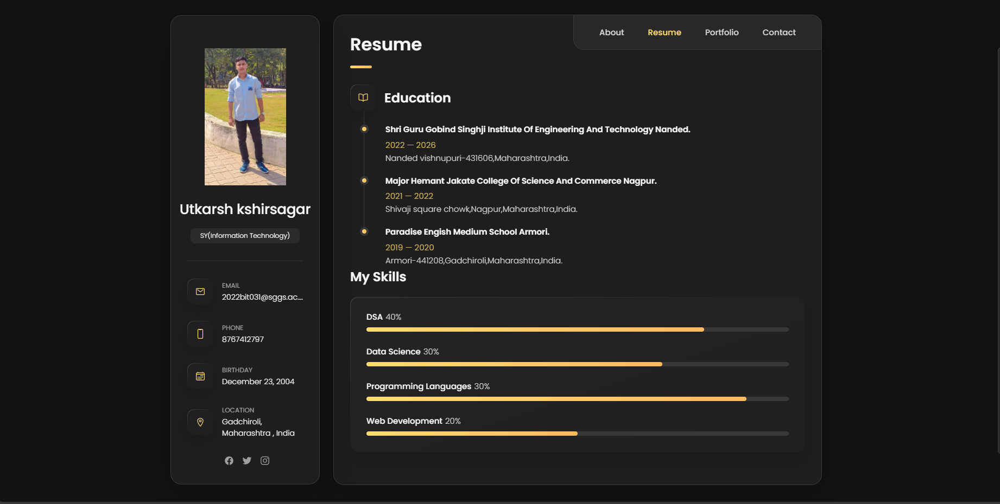 About Resume Portfolio Contact
Utkarsh kshirsagar
SY(Information Technology)
EMAIL
2022bit031@sggs.ac....
PHONE
8767412797
BIRTHDAY
December 23, 2004
LOCATION
Gadchiroli,
Maharashtra , India
Resume
Education
Shri Guru Gobind Singhji Institute Of Engineering And Technology Nanded.
2022 — 2026
Nanded vishnupuri-431606,Maharashtra,India.
Major Hemant Jakate College Of Science And Commerce Nagpur.
2021 — 2022
Shivaji square chowk,Nagpur,Maharashtra,India.
Paradise Engish Medium School Armori.
2019 — 2020
Armori-441208,Gadchiroli,Maharashtra,India.
My Skills
DSA 40%
Data Science 30%
Programming Languages 30%
Web Development 20%